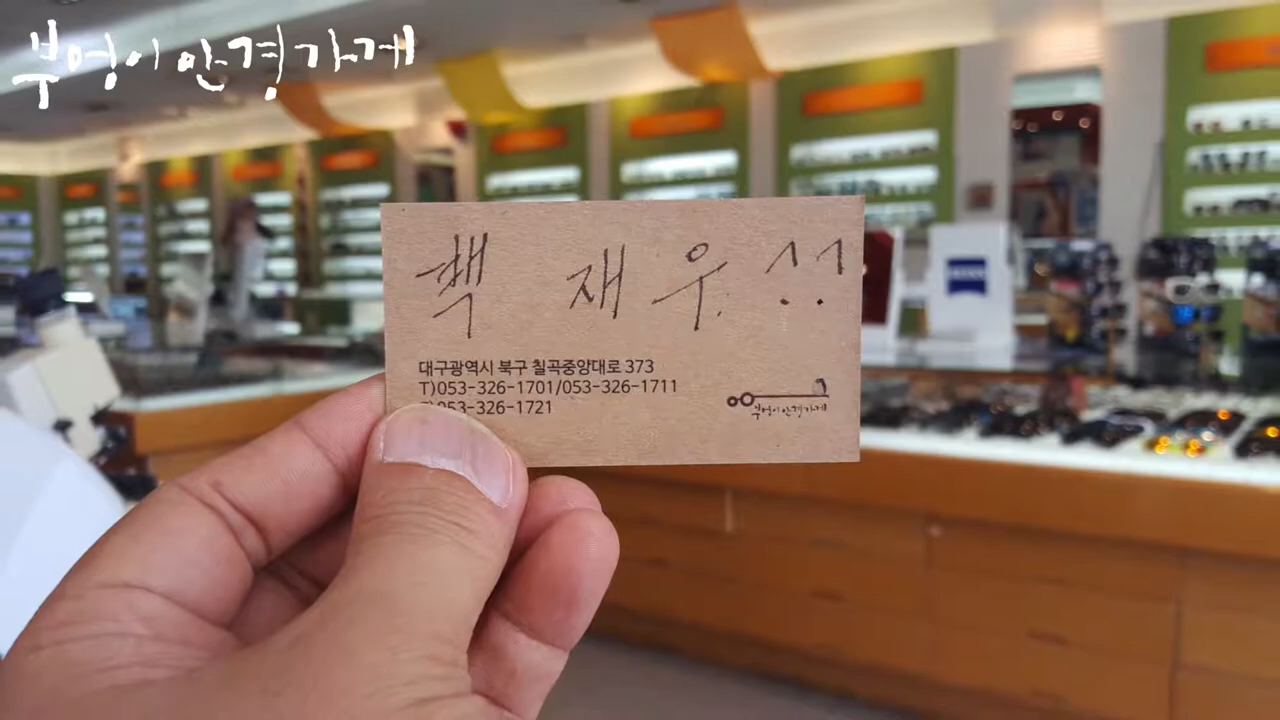 부엉이안경가게
백 재우
대구광역시 북구 칠곡중앙대로 373
T)053-326-1701/053-326-1711
053-326-1721
부엉이안경가게
ZEISS